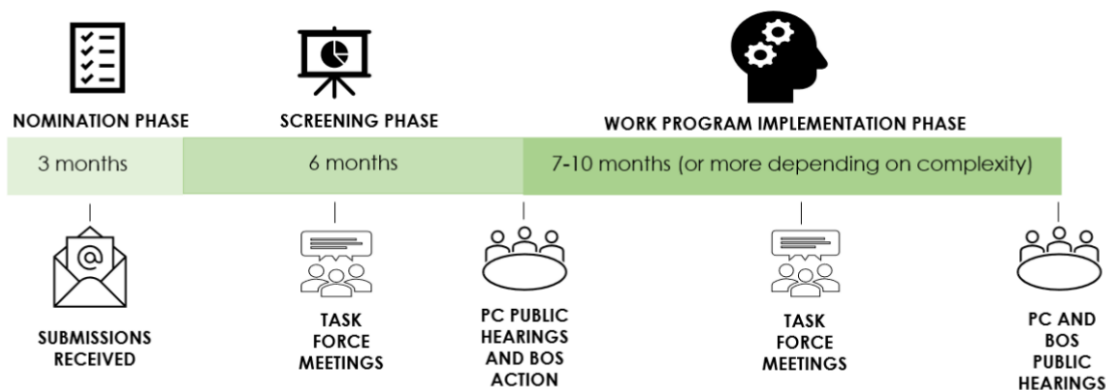 NOMINATION PHASE
SCREENING PHASE
WORK PROGRAM IMPLEMENTATION PHASE
3 months
6 months
7-10 months (or more depending on complexity)
@
SUBMISSIONS
RECEIVED
TASK
FORCE
MEETINGS
PC PUBLIC
HEARINGS
AND BOS
ACTION
TASK
FORCE
MEETINGS
PC AND
BOS
PUBLIC
HEARINGS